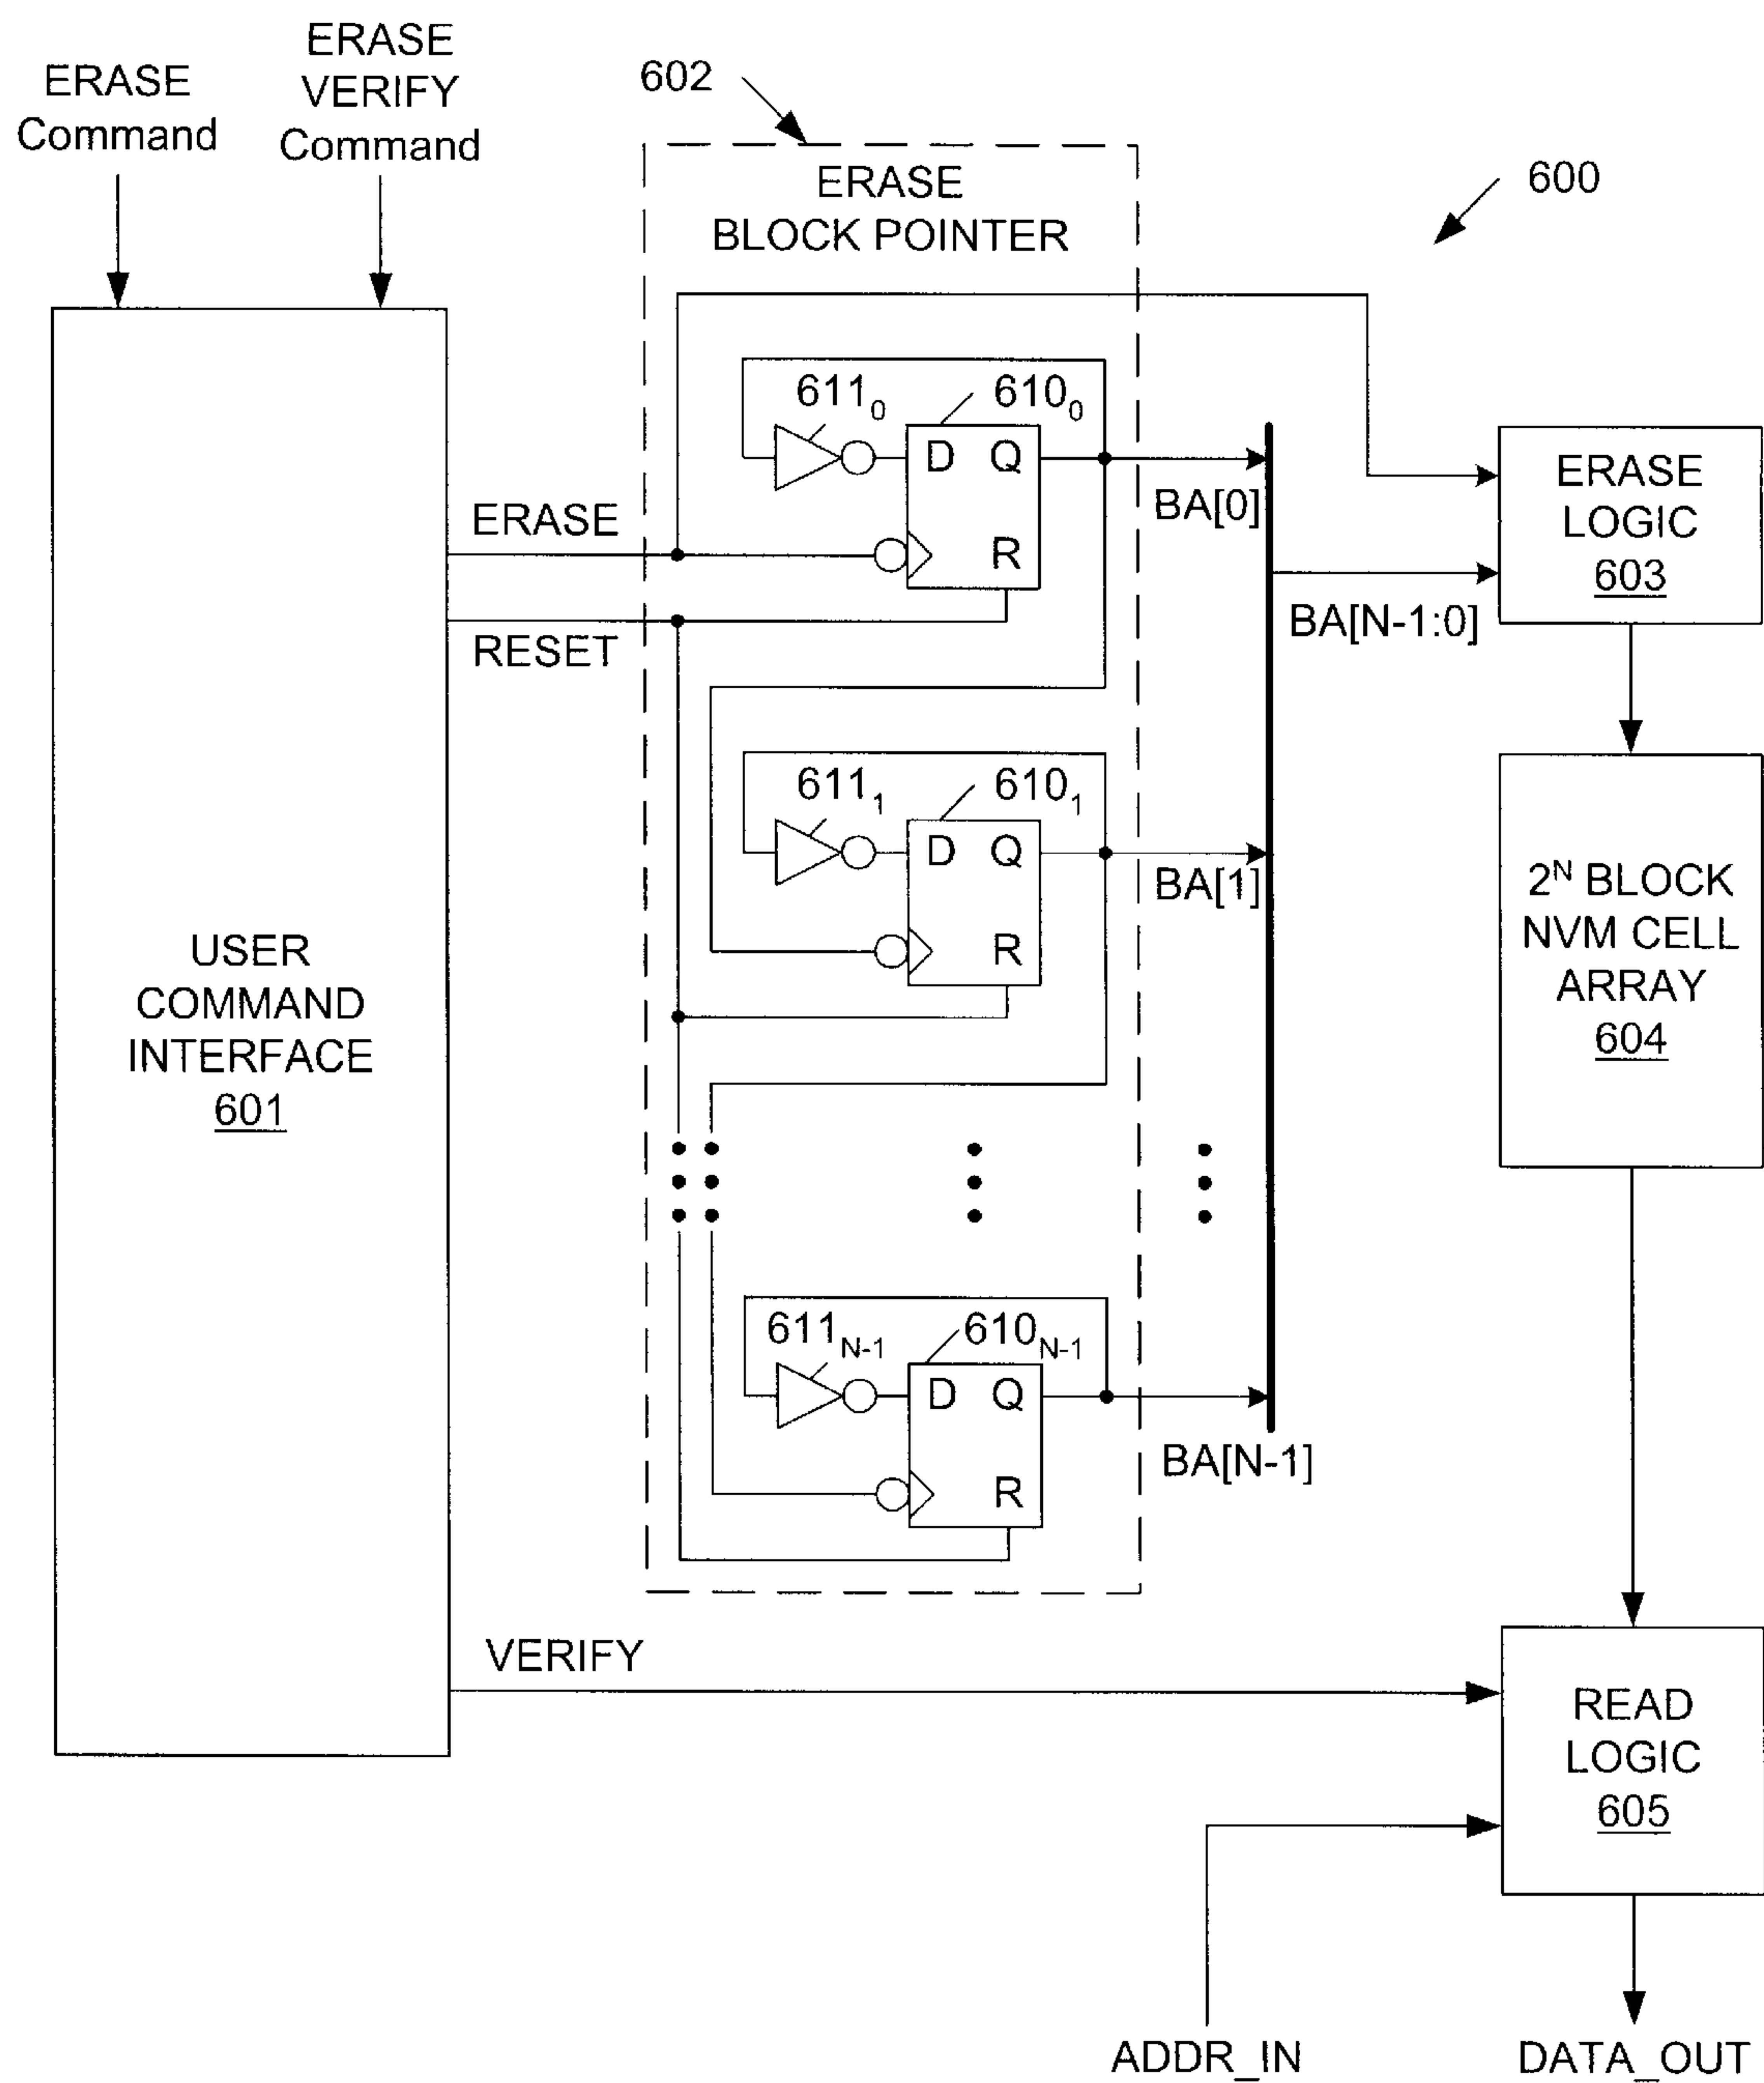 ERASE
Command
ERASE
VERIFY
Command
602
ERASE
BLOCK POINTER
600
611₀
610₀
D Q
R
BA[0]
ERASE
RESET
ERASE
LOGIC
603
BA[N-1:0]
611₁
610₁
D Q
R
BA[1]
USER
COMMAND
INTERFACE
601
2ᴺ BLOCK
NVM CELL
ARRAY
604
611N-1
610N-1
D Q
R
BA[N-1]
VERIFY
READ
LOGIC
605
ADDR_IN
DATA_OUT